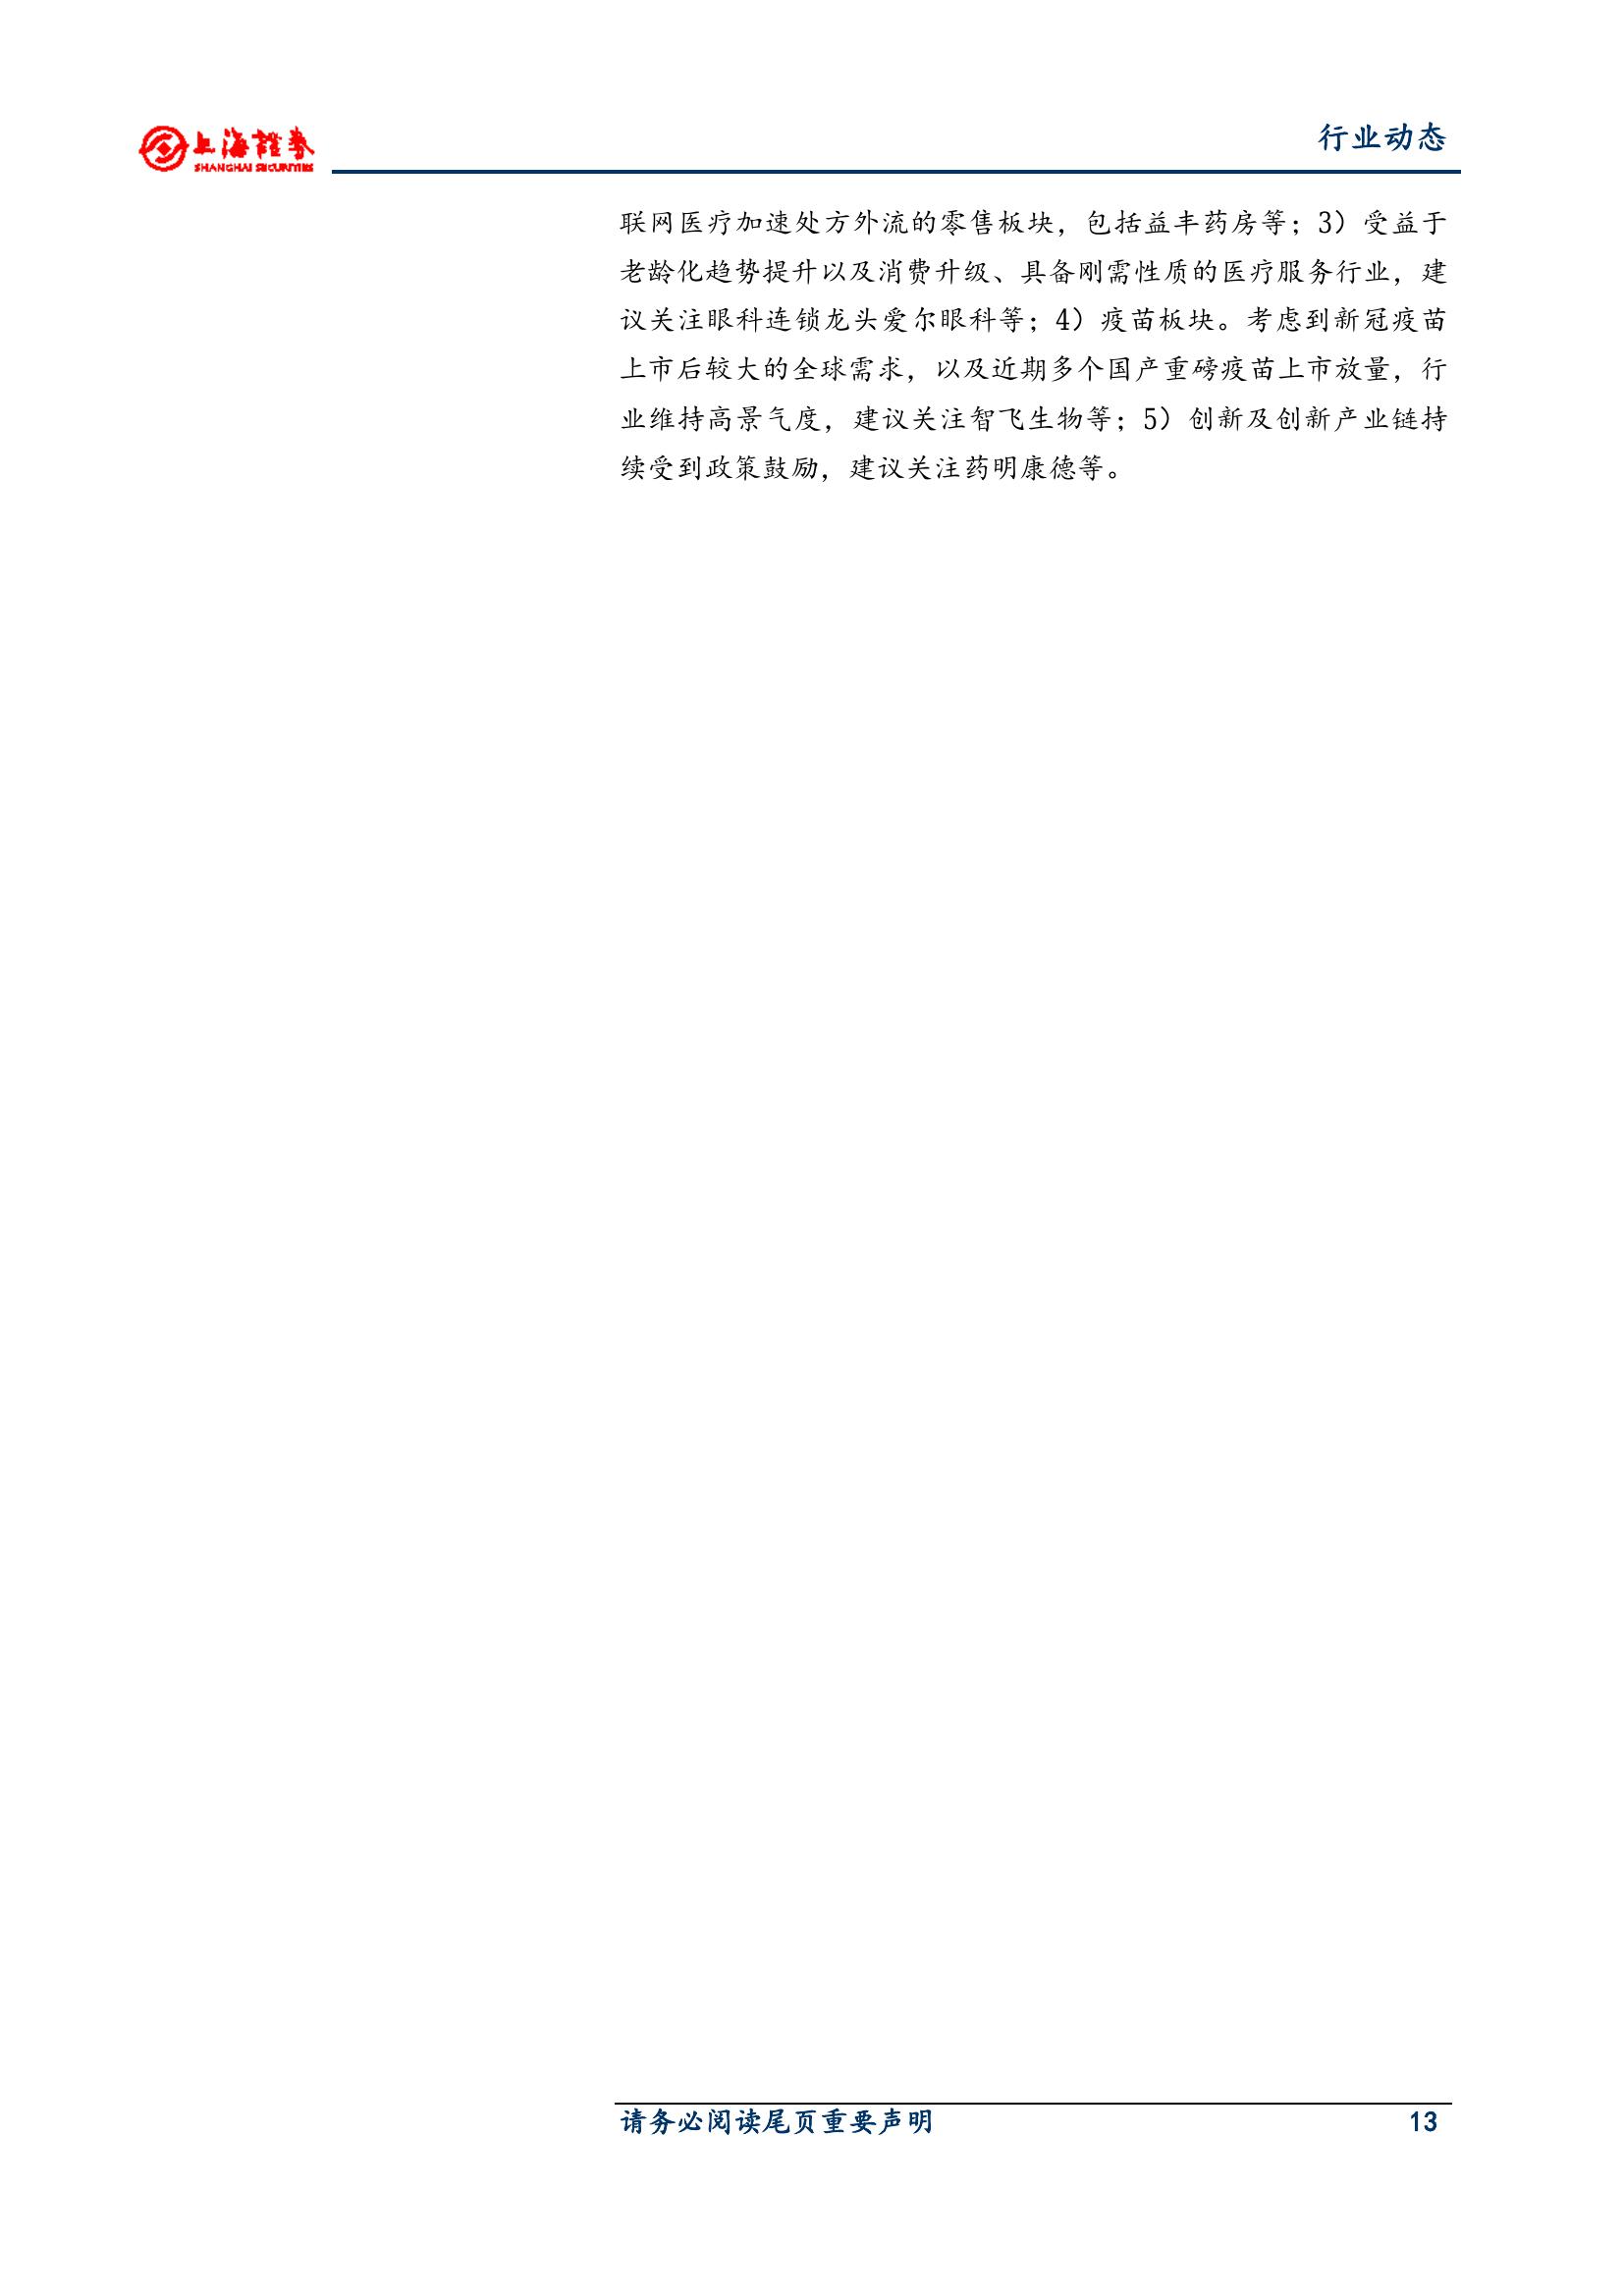 上海證券
SHANGHAI SECURITIES
行业动态
联网医疗加速处方外流的零售板块，包括益丰药房等；3）受益于
老龄化趋势提升以及消费升级、具备刚需性质的医疗服务行业，建
议关注眼科连锁龙头爱尔眼科等；4）疫苗板块。考虑到新冠疫苗
上市后较大的全球需求，以及近期多个国产重磅疫苗上市放量，行
业维持高景气度，建议关注智飞生物等；5）创新及创新产业链持
续受到政策鼓励，建议关注药明康德等。
请务必阅读尾页重要声明
13